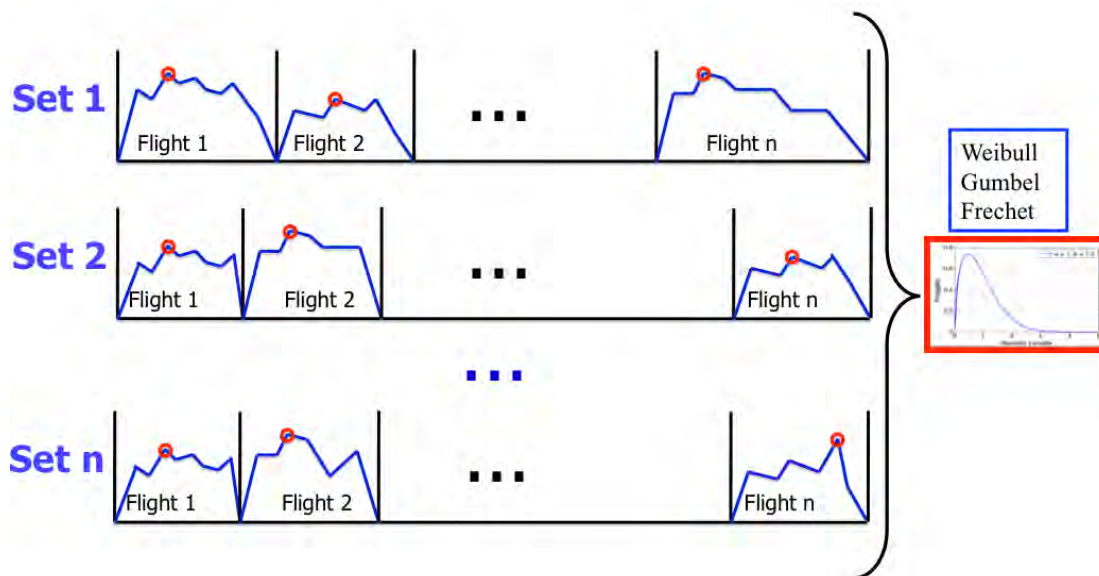 Set 1
Flight 1
Flight 2
...
Flight n
Set 2
Flight 1
Flight 2
...
Flight n
...
Set n
Flight 1
Flight 2
...
Flight n
Weibull
Gumbel
Frechet